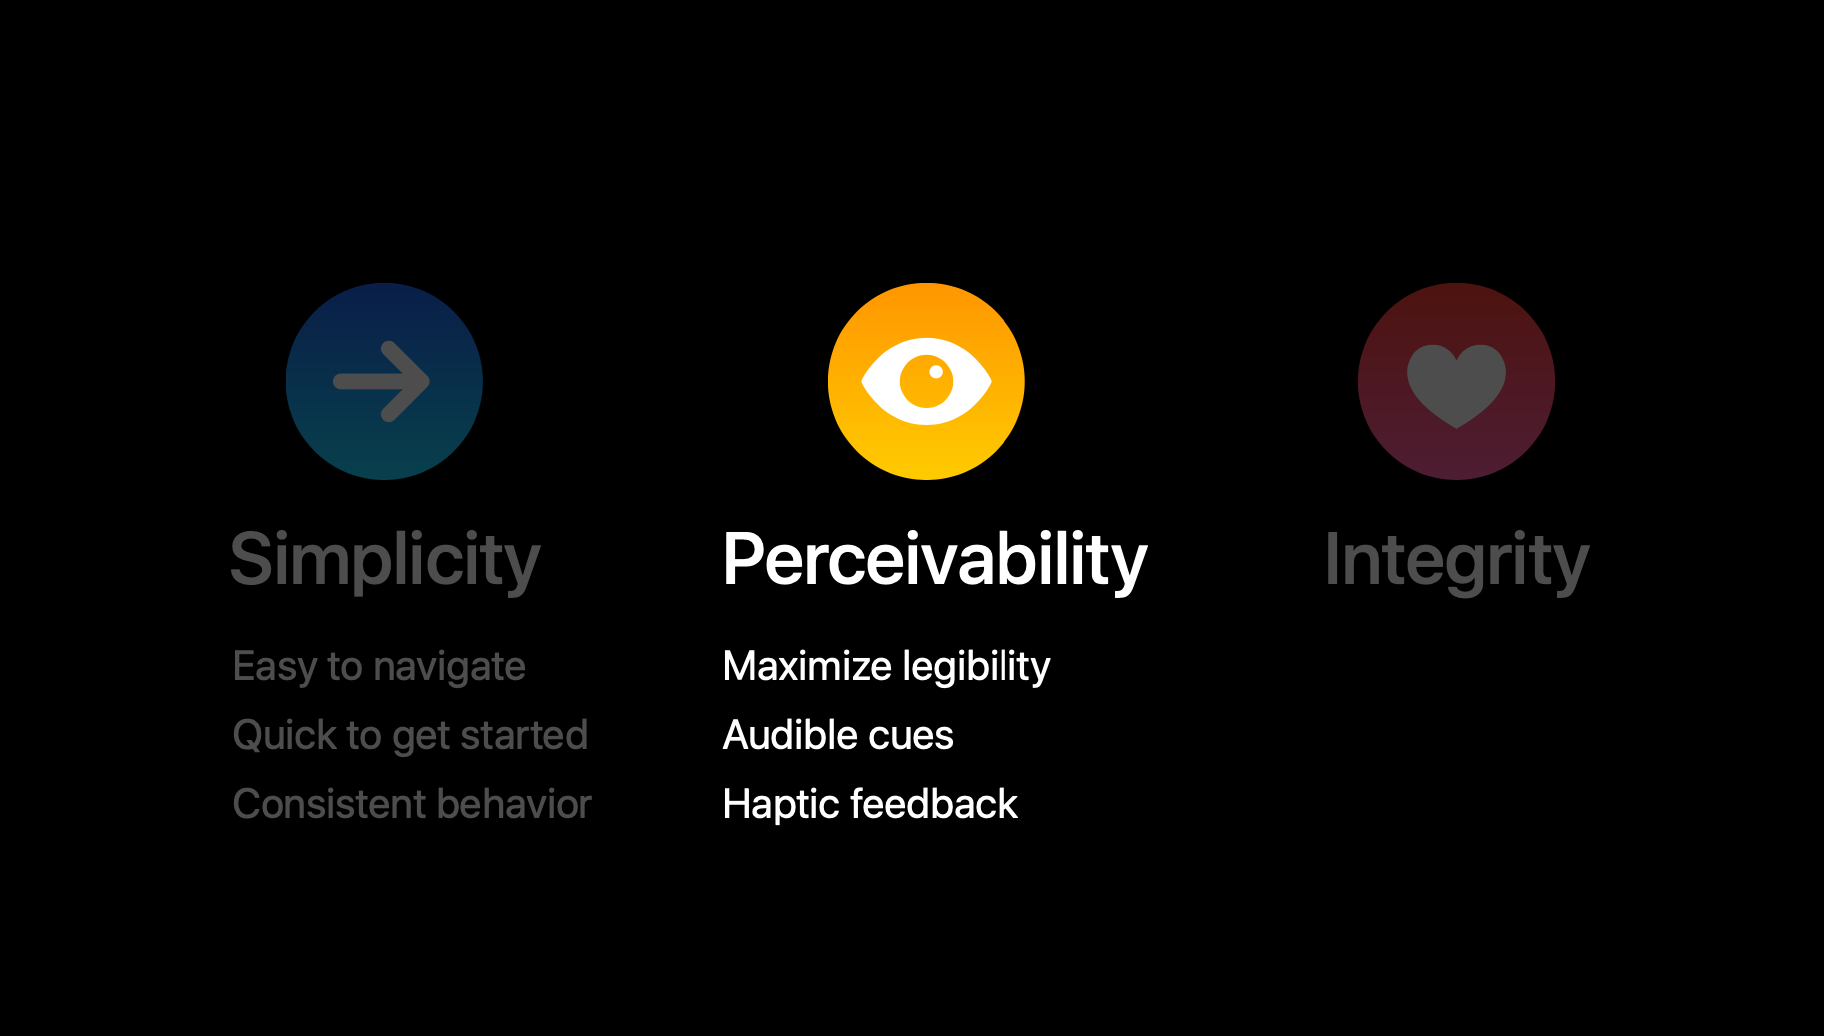 Simplicity
Easy to navigate
Quick to get started
Consistent behavior
Perceivability
Maximize legibility
Audible cues
Haptic feedback
Integrity